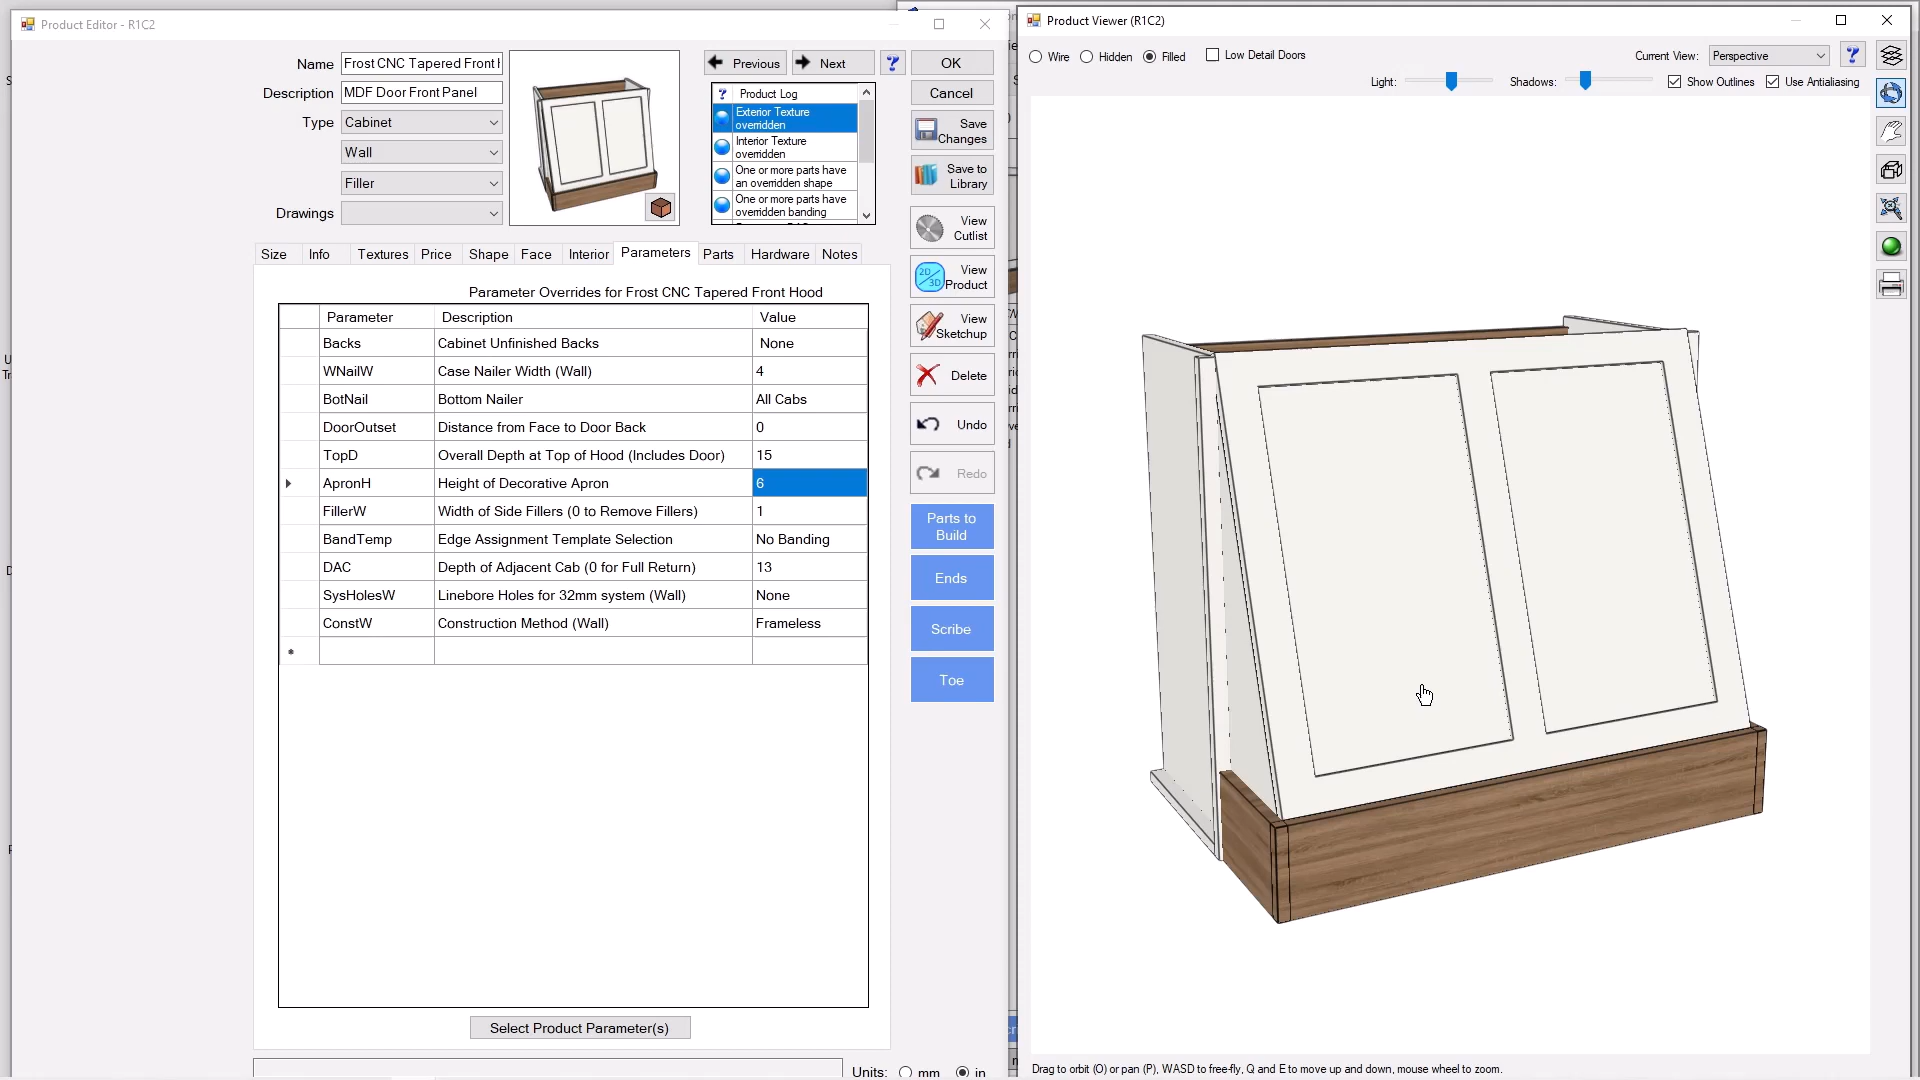 Product Editor - R1C2
Name
Frost CNC Tapered Front
Description
MDF Door Front Panel
Type
Cabinet
Wall
Filler
Drawings
Previous
Next
?
OK
? Product Log
Exterior Texture
overridden
Interior Texture
overridden
One or more parts have
an overridden shape
One or more parts have
overridden banding
Cancel
Save
Changes
Save to
Library
View
Cutlist
2D/3D
View
Product
View
Sketchup
Delete
Undo
Redo
Parts to
Build
Ends
Scribe
Toe
Size Info Textures Price Shape Face Interior Parameters Parts Hardware Notes
Parameter Overrides for Frost CNC Tapered Front Hood
Parameter Description Value
Backs Cabinet Unfinished Backs None
WNailW Case Nailer Width (Wall) 4
BotNail Bottom Nailer All Cabs
DoorOutset Distance from Face to Door Back 0
TopD Overall Depth at Top of Hood (Includes Door) 15
ApronH Height of Decorative Apron 6
FillerW Width of Side Fillers (0 to Remove Fillers) 1
BandTemp Edge Assignment Template Selection No Banding
DAC Depth of Adjacent Cab (0 for Full Return) 13
SysHolesW Linebore Holes for 32mm system (Wall) None
ConstW Construction Method (Wall) Frameless
*
Select Product Parameter(s)
Units: mm in
Product Viewer (R1C2)
Wire Hidden Filled Low Detail Doors
Current View: Perspective ?
Light: Shadows: Show Outlines Use Antialiasing
Drag to orbit (O) or pan (P), WASD to free-fly, Q and E to move up and down, mouse wheel to zoom.